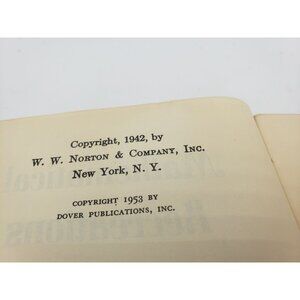 Copyright, 1942, by
W. W. NORTON & COMPANY, INC.
New York, N. Y.
COPYRIGHT 1953 BY
DOVER PUBLICATIONS, INC.